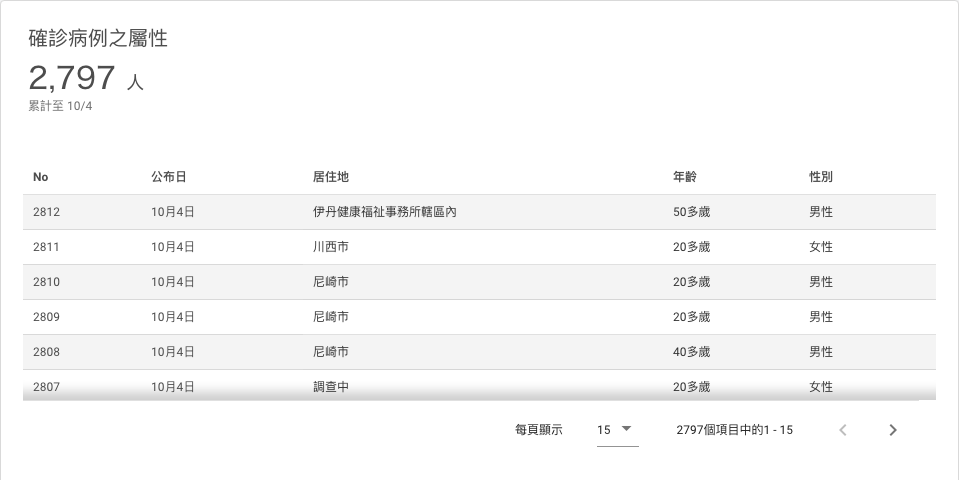 確診病例之屬性
2,797 人
累計至 10/4
No 公布日 居住地 年齡 性別
2812 10月4日 伊丹健康福祉事務所轄區內 50多歲 男性
2811 10月4日 川西市 20多歲 女性
2810 10月4日 尼崎市 20多歲 男性
2809 10月4日 尼崎市 20多歲 男性
2808 10月4日 尼崎市 40多歲 男性
2807 10月4日 調查中 20多歲 女性
每頁顯示 15 2797個項目中的1 - 15